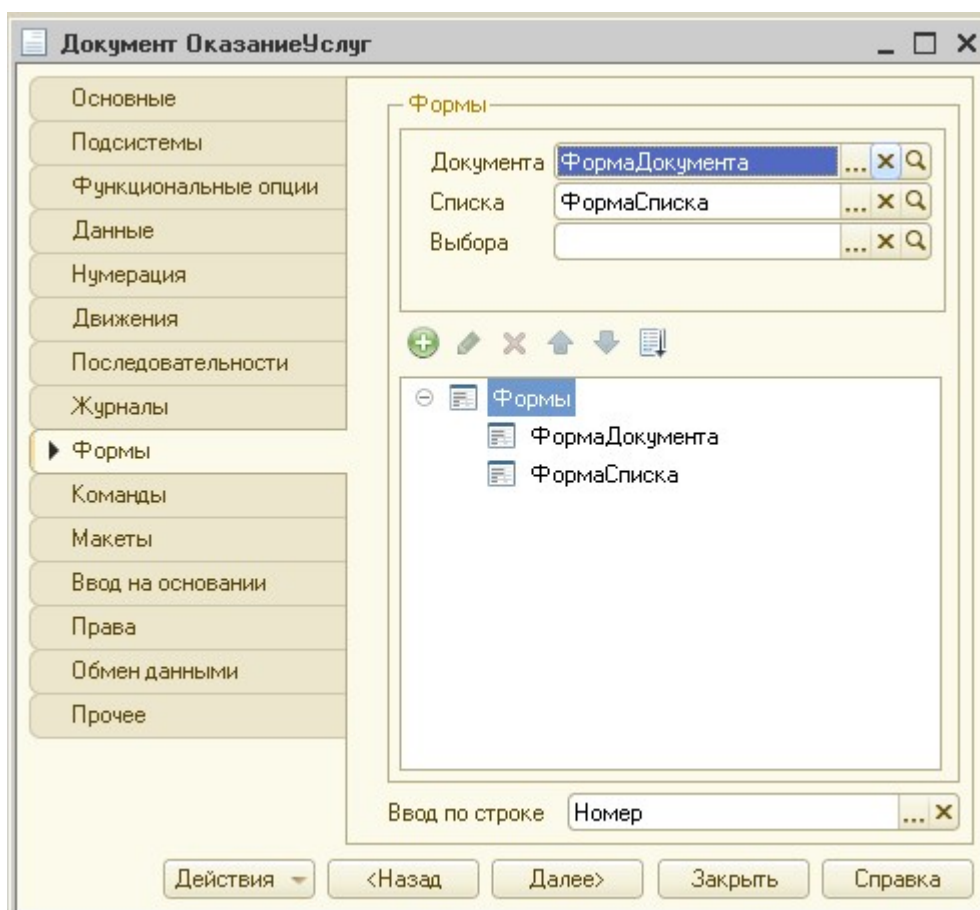 Документ ОказаниеУслуг
Основные
Подсистемы
Функциональные опции
Данные
Нумерация
Движения
Последовательности
Журналы
Формы
Команды
Макеты
Ввод на основании
Права
Обмен данными
Прочее
Формы
Документа ФормаДокумента ...
Списка ФормаСписка ...
Выбора ...
Формы
ФормаДокумента
ФормаСписка
Ввод по строке Номер ...
Действия <Назад Далее> Закрыть Справка